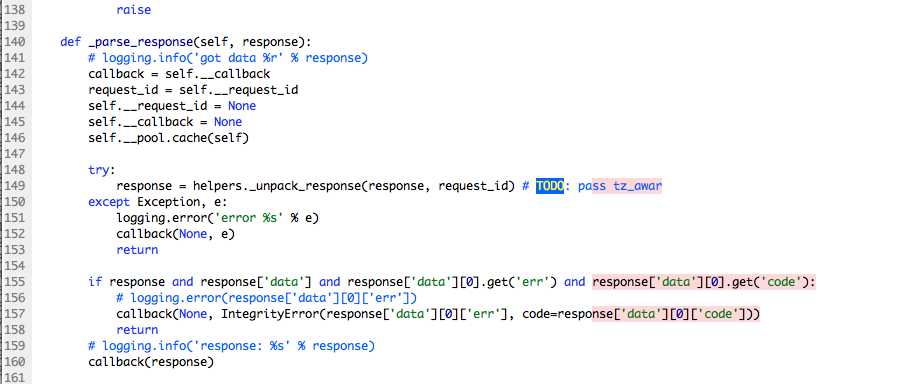 138 raise
139
140 def _parse_response(self, response):
141 # logging.info('got data %r' % response)
142 callback = self.__callback
143 request_id = self.__request_id
144 self.__request_id = None
145 self.__callback = None
146 self.__pool.cache(self)
147
148 try:
149 response = helpers._unpack_response(response, request_id) # TODO: pass tz_awar
150 except Exception, e:
151 logging.error('error %s' % e)
152 callback(None, e)
153 return
154
155 if response and response['data'] and response['data'][0].get('err') and response['data'][0].get('code'):
156 # logging.error(response['data'][0]['err'])
157 callback(None, IntegrityError(response['data'][0]['err'], code=response['data'][0]['code']))
158 return
159 # logging.info('response: %s' % response)
160 callback(response)
161